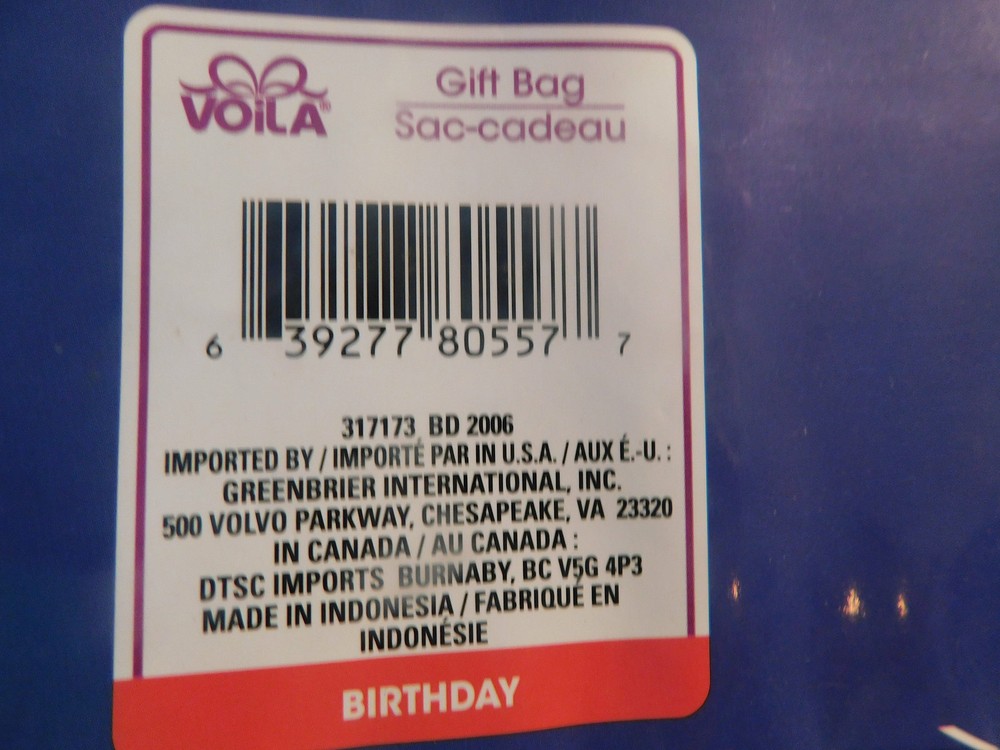 VOiLA®
Gift Bag
Sac-cadeau
6 39277 80557 7
317173 BD 2006
IMPORTED BY / IMPORTÉ PAR IN U.S.A. / AUX É.-U. :
GREENBRIER INTERNATIONAL, INC.
500 VOLVO PARKWAY, CHESAPEAKE, VA 23320
IN CANADA / AU CANADA :
DTSC IMPORTS BURNABY, BC V5G 4P3
MADE IN INDONESIA / FABRIQUÉ EN
INDONÉSIE
BIRTHDAY